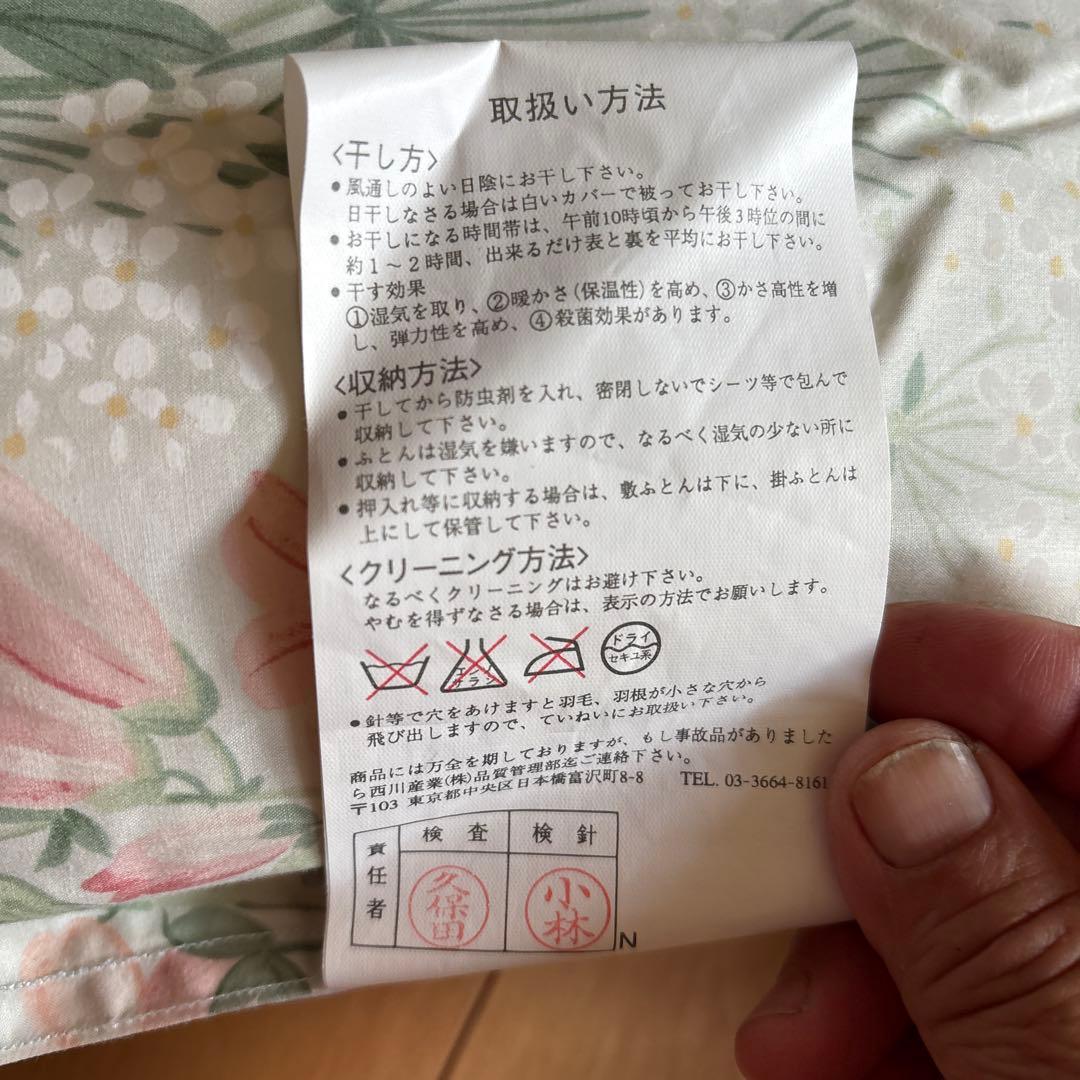 取扱い方法
〈干し方〉
●風通しのよい日陰にお干し下さい。
日干しなさる場合は白いカバーで被ってお干し下さい。
●お干しになる時間帯は、午前10時頃から午後3時位の間に
約1～2時間、出来るだけ表と裏を平均にお干し下さい。
●干す効果
①湿気を取り、②暖かさ(保温性)を高め、③かさ高性を増
し、弾力性を高め、④殺菌効果があります。
〈収納方法〉
●干してから防虫剤を入れ、密閉しないでシーツ等で包んで
収納して下さい。
●ふとんは湿気を嫌いますので、なるべく湿気の少ない所に
収納して下さい。
●押入れ等に収納する場合は、敷ふとんは下に、掛ふとんは
上にして保管して下さい。
〈クリーニング方法〉
なるべくクリーニングはお避け下さい。
やむを得ずなさる場合は、表示の方法でお願いします。
エンソ
サラシ
ドライ
セキユ系
●針等で穴をあけますと羽毛、羽根が小さな穴から
飛び出しますので、ていねいにお取扱い下さい。
商品には万全を期しておりますが、もし事故品がありました
ら西川産業(株)品質管理部迄ご連絡下さい。
〒103 東京都中央区日本橋富沢町8-8 TEL. 03-3664-8161
責任者
検査
検針
久保田
小林
N